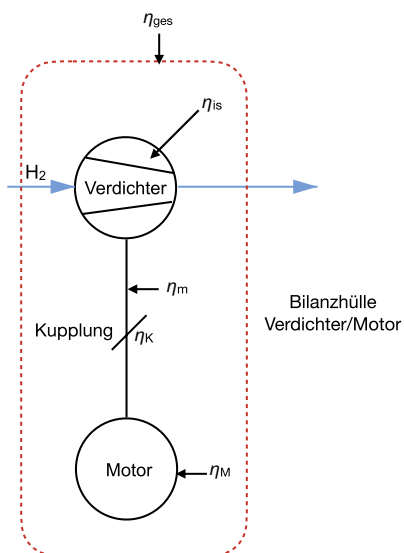 ηges
ηis
H2
Verdichter
ηm
Bilanzhülle
Verdichter/Motor
Kupplung
ηK
Motor
ηM